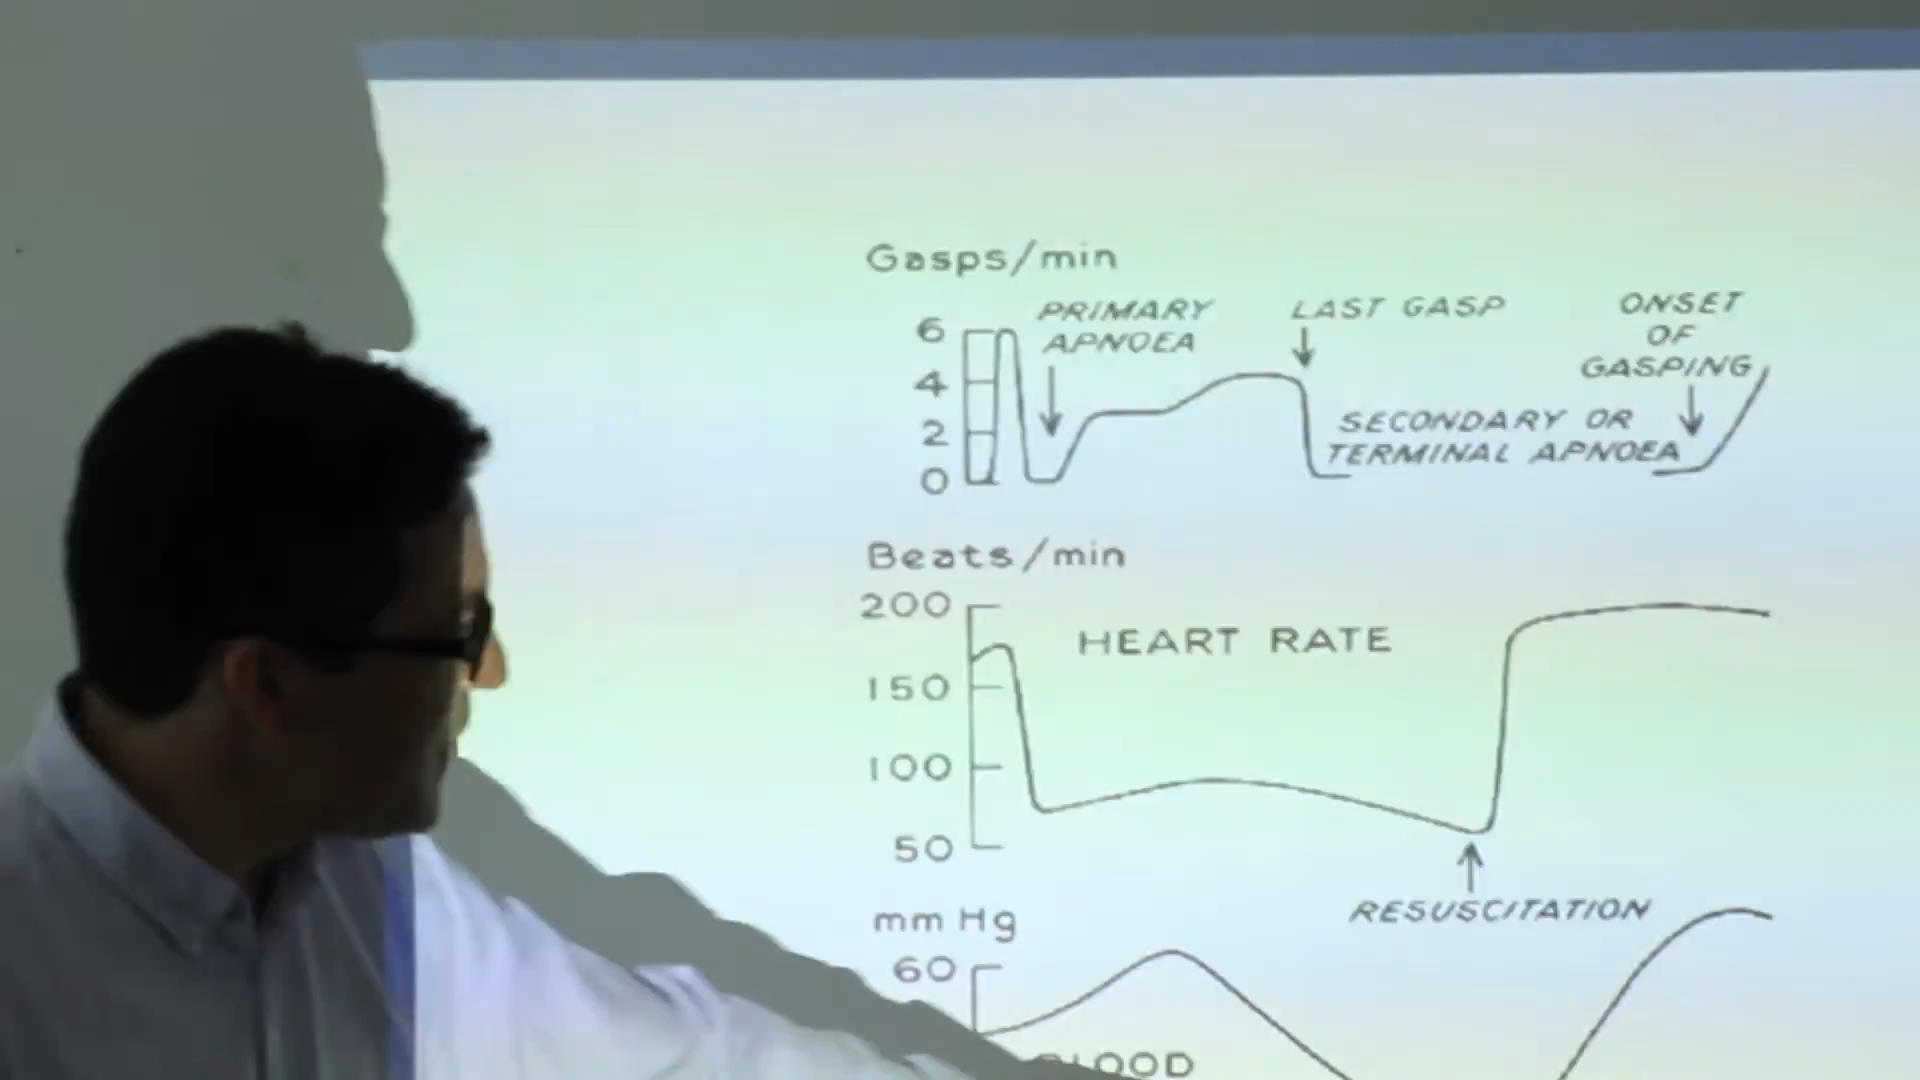 Gasps/min
PRIMARY
APNOEA
LAST GASP
ONSET
OF
GASPING
6
4
2
0
SECONDARY OR
TERMINAL APNOEA
Beats/min
200
150
100
50
HEART RATE
RESUSCITATION
mm Hg
60
BLOOD